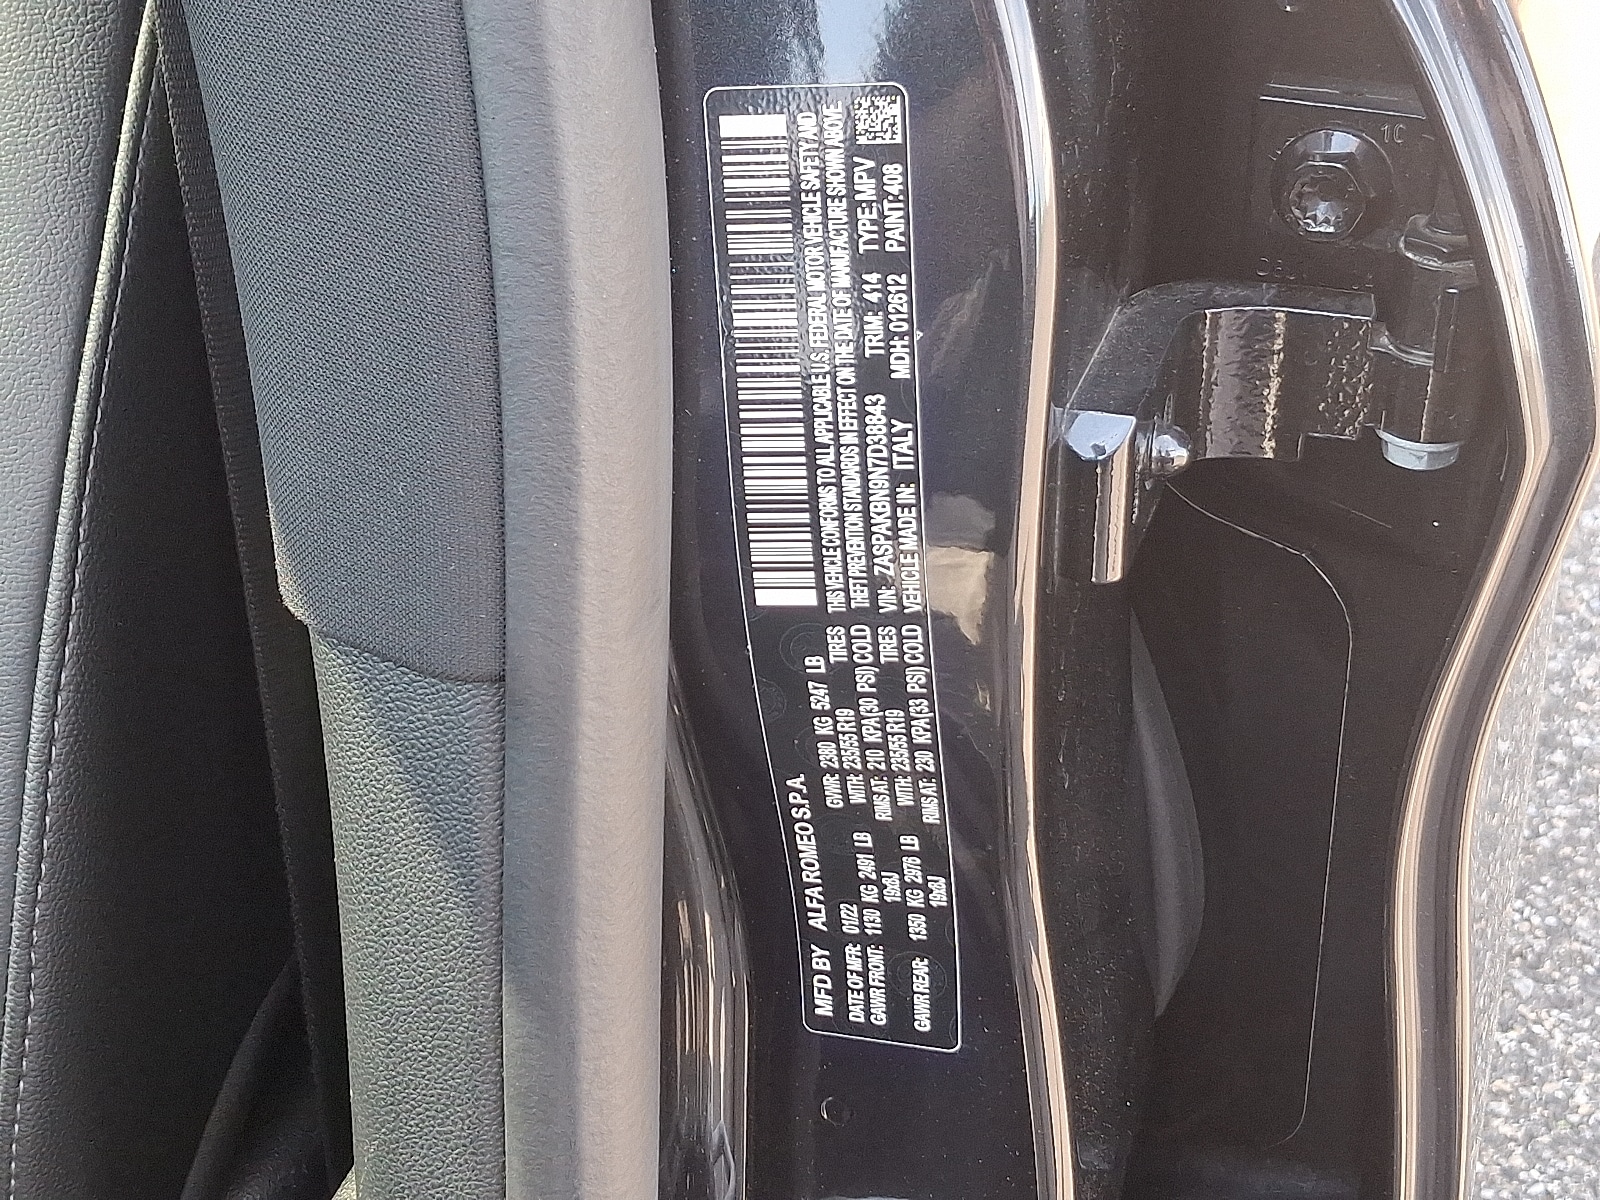 MFD BY ALFA ROMEO S.P.A.
DATE OF MFR: 01/22 GVWR: 2380 KG 5247 LB
GAWR FRONT: 1130 KG 2491 LB WITH: 235/55 R19 TIRES
19x8J RIMS AT: 210 KPA(30 PSI) COLD
GAWR REAR: 1350 KG 2976 LB WITH: 235/55 R19 TIRES
19x8J RIMS AT: 230 KPA(33 PSI) COLD
THIS VEHICLE CONFORMS TO ALL APPLICABLE U.S. FEDERAL MOTOR VEHICLE SAFETY AND
THEFT PREVENTION STANDARDS IN EFFECT ON THE DATE OF MANUFACTURE SHOWN ABOVE
VIN: ZASPAKBN9N7D38843 TRIM: 414 TYPE: MPV
VEHICLE MADE IN: ITALY MDH: 012612 PAINT: 408
1C